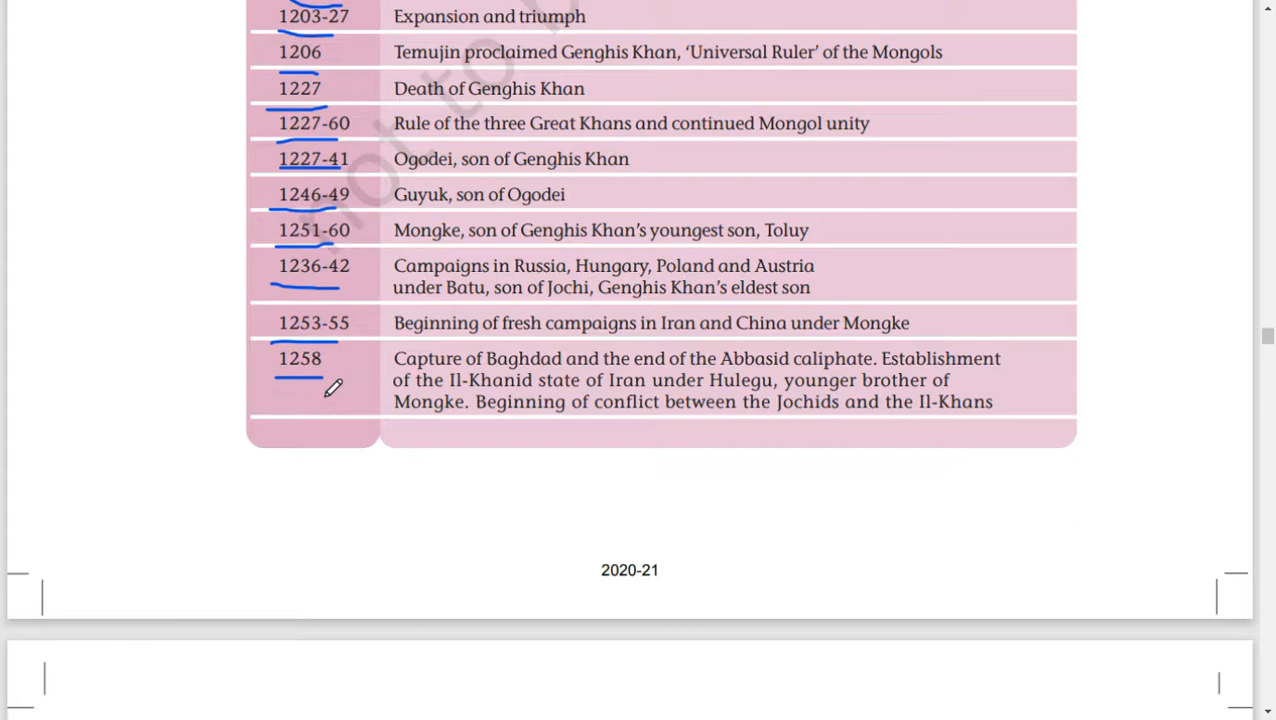 1203-27 Expansion and triumph
1206 Temujin proclaimed Genghis Khan, ‘Universal Ruler’ of the Mongols
1227 Death of Genghis Khan
1227-60 Rule of the three Great Khans and continued Mongol unity
1227-41 Ogodei, son of Genghis Khan
1246-49 Guyuk, son of Ogodei
1251-60 Mongke, son of Genghis Khan’s youngest son, Toluy
1236-42 Campaigns in Russia, Hungary, Poland and Austria
under Batu, son of Jochi, Genghis Khan’s eldest son
1253-55 Beginning of fresh campaigns in Iran and China under Mongke
1258 Capture of Baghdad and the end of the Abbasid caliphate. Establishment
of the Il-Khanid state of Iran under Hulegu, younger brother of
Mongke. Beginning of conflict between the Jochids and the Il-Khans
not to b
2020-21